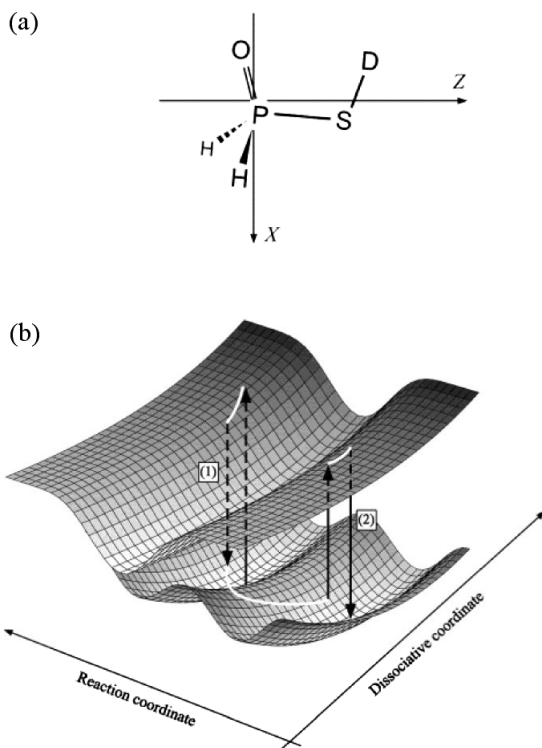 (a)
O
D
Z
P
S
H
H
X
(b)
(1)
(2)
Reaction coordinate
Dissociative coordinate